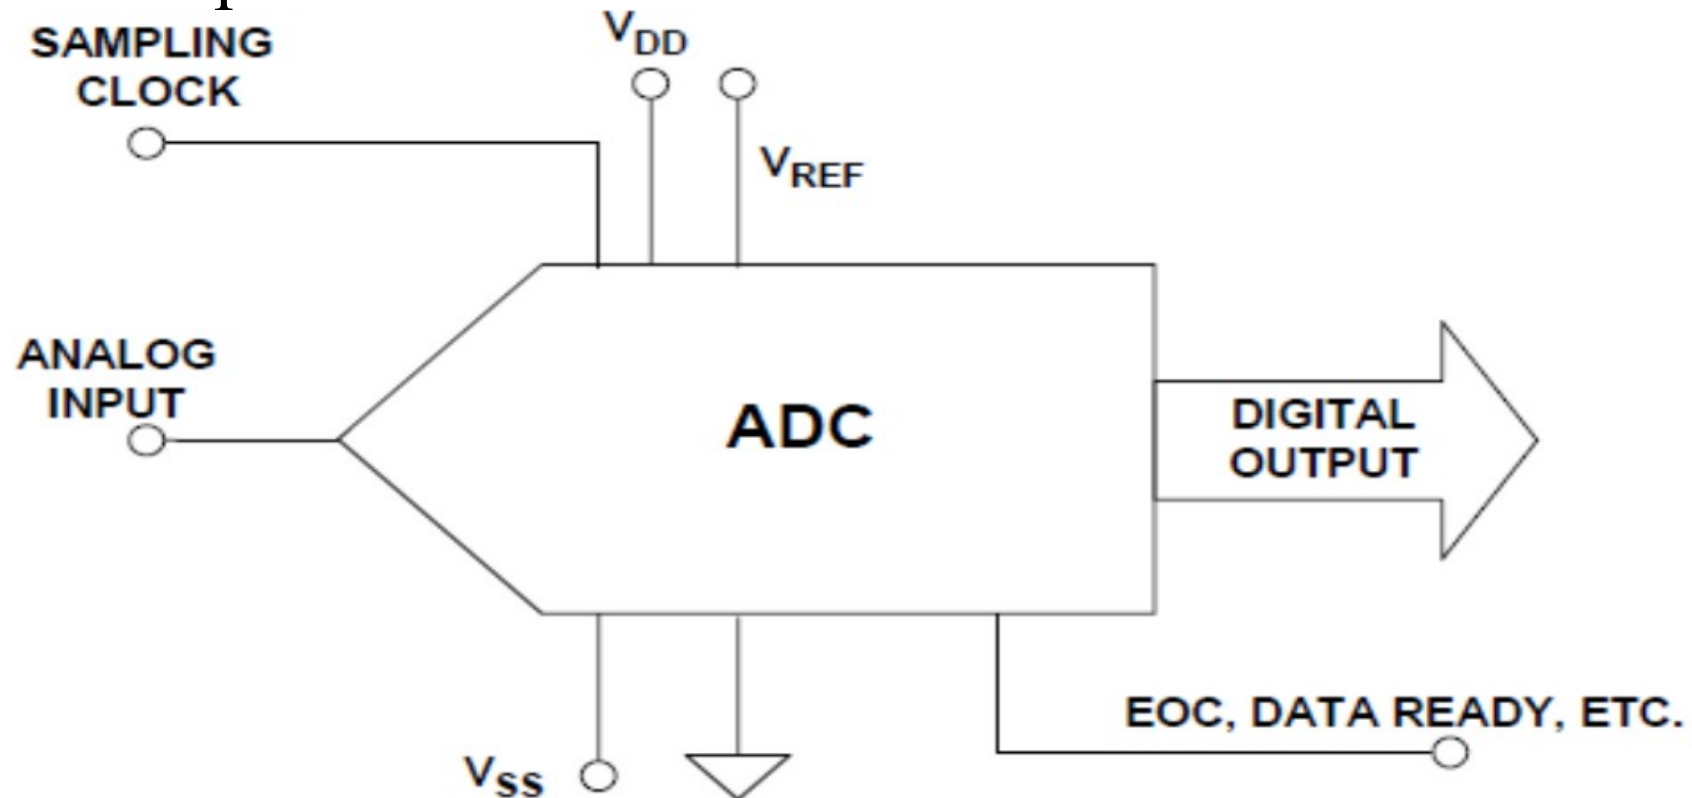 SAMPLING
CLOCK
VDD
VREF
ANALOG
INPUT
ADC
DIGITAL
OUTPUT
EOC, DATA READY, ETC.
VSS